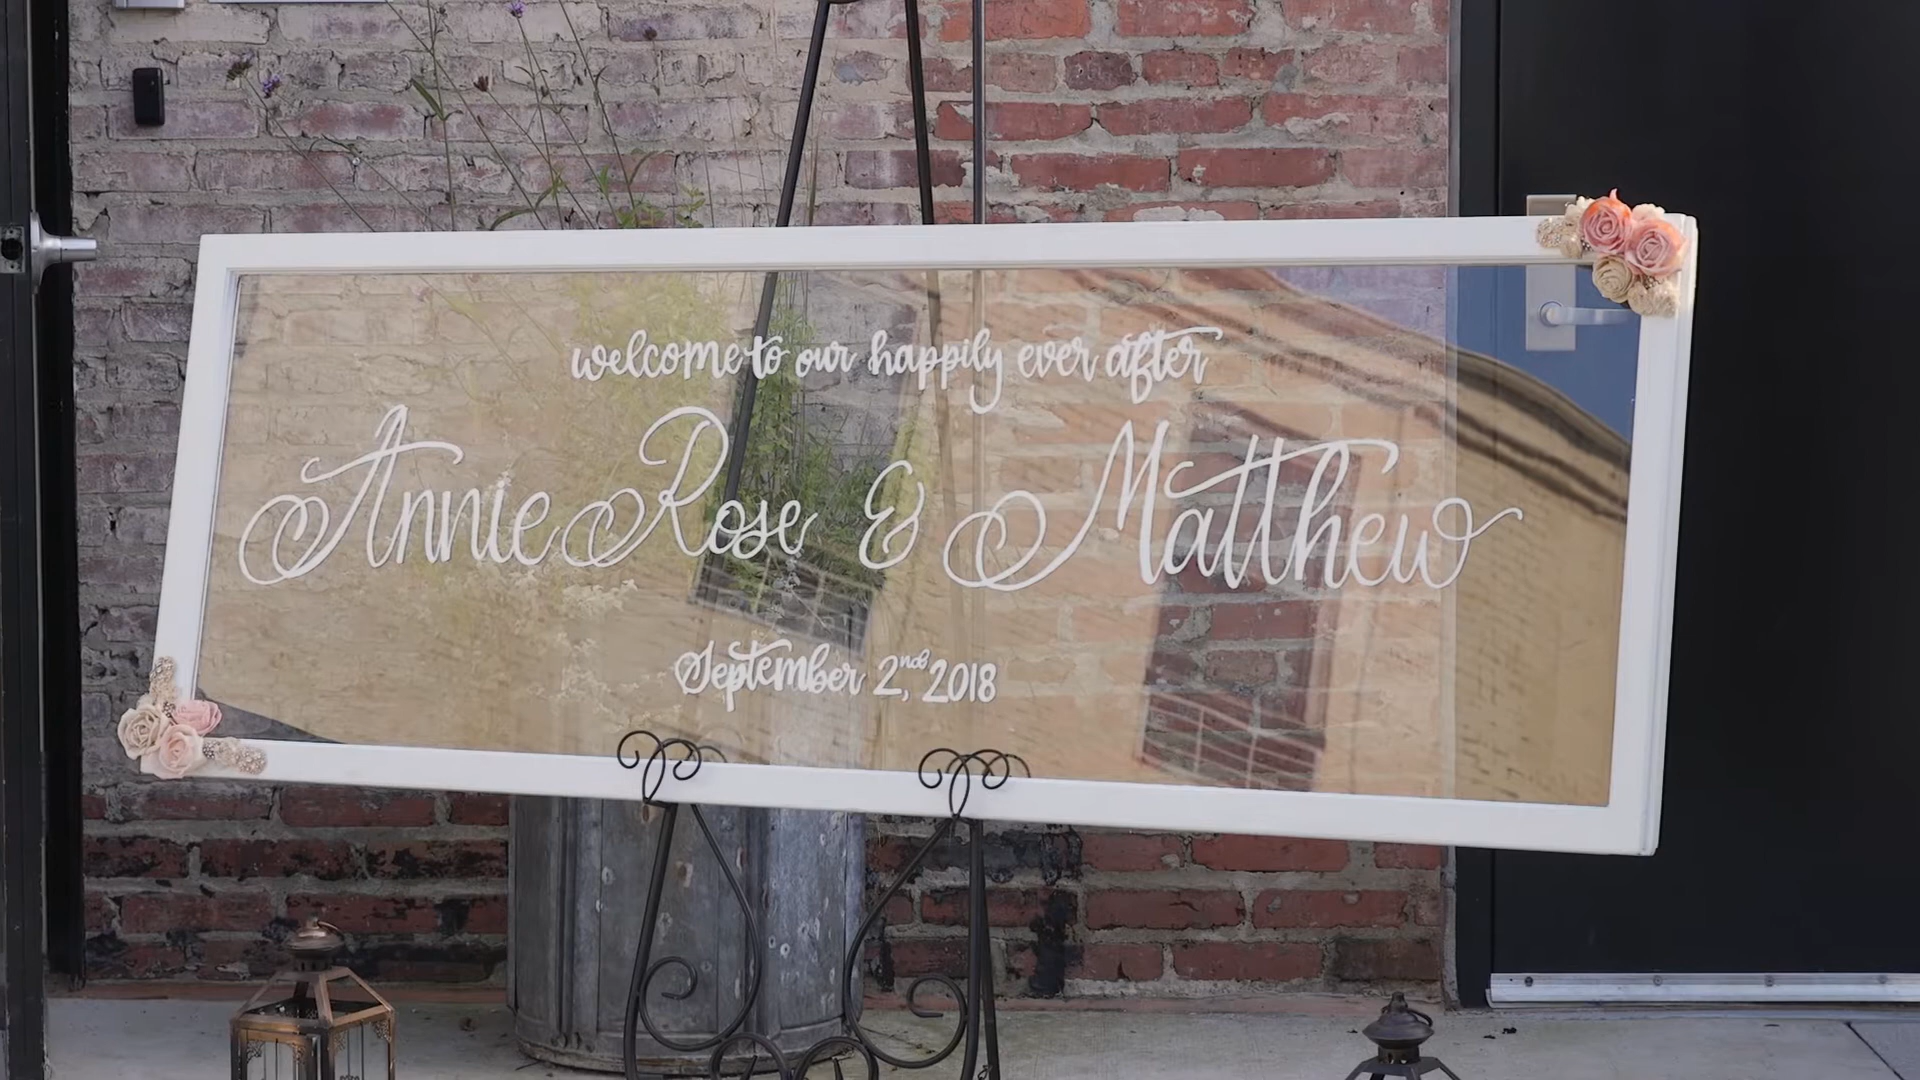 welcome to our happily ever after
Annie Rose & Matthew
September 2nd, 2018